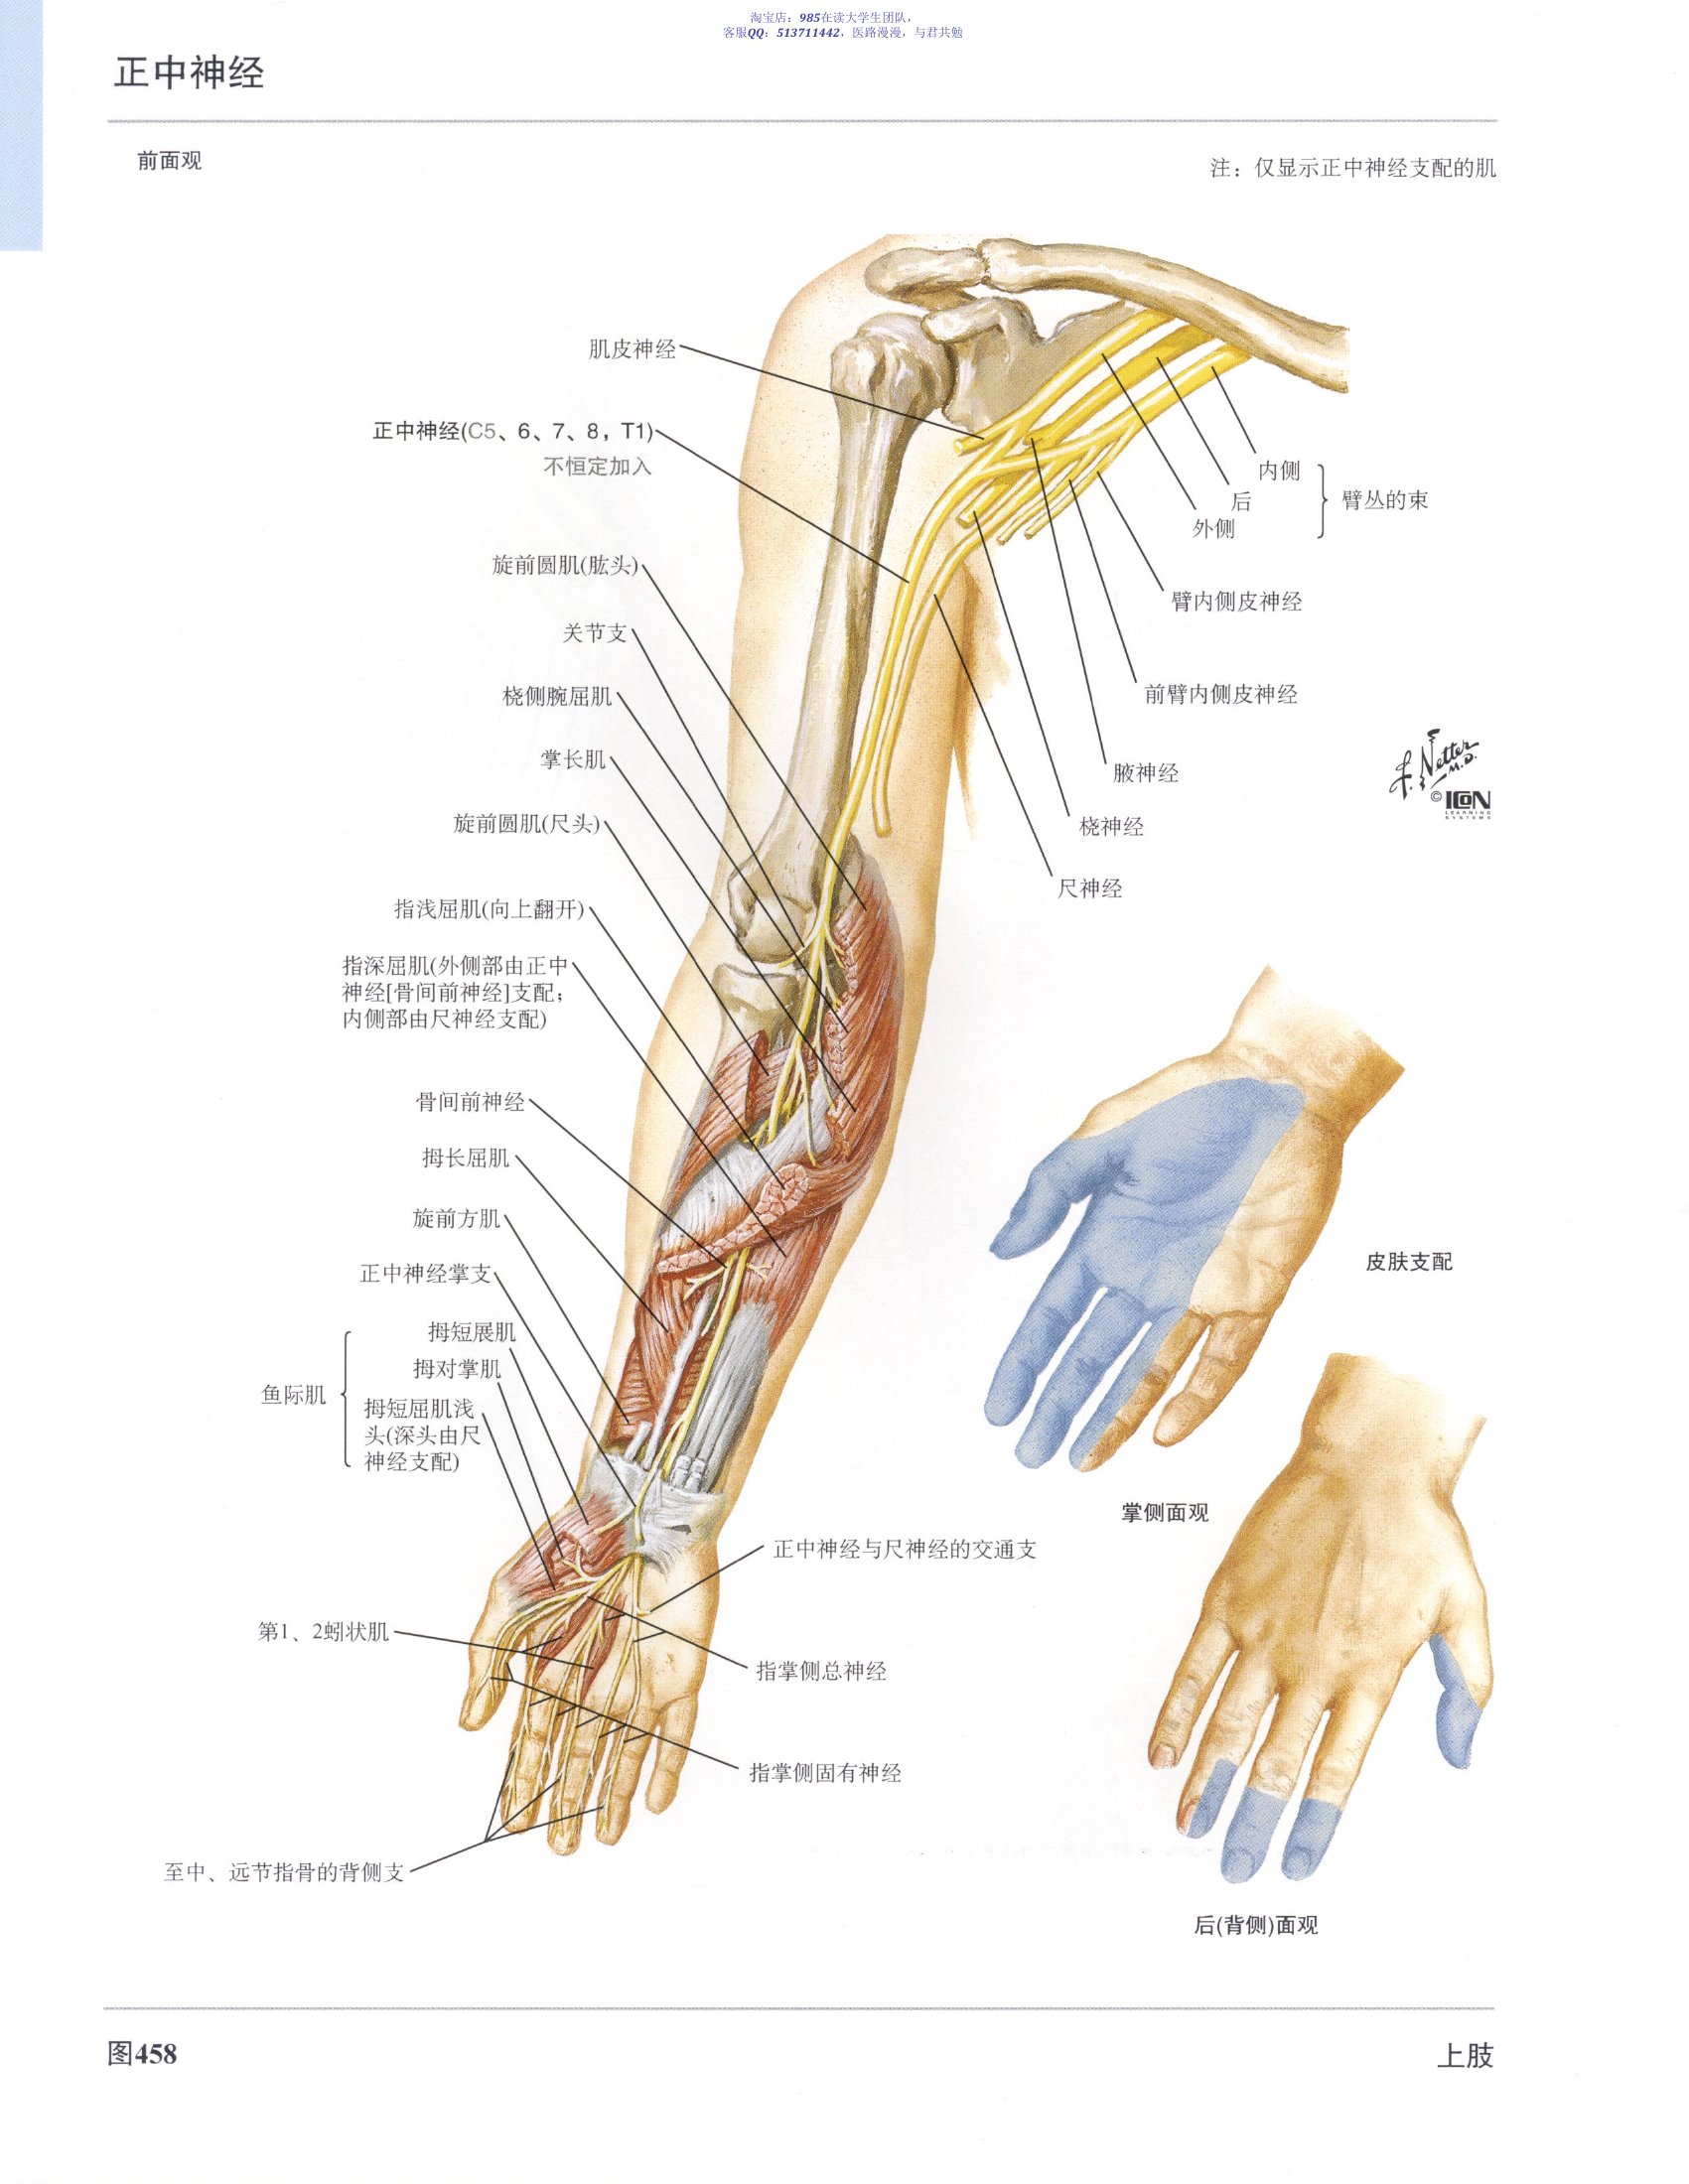 淘宝店：985在读大学生团队，
客服QQ：513711442，医路漫漫，与君共勉
正中神经
前面观
注：仅显示正中神经支配的肌
肌皮神经
正中神经(C5、6、7、8，T1)
不恒定加入
旋前圆肌(肱头)
关节支
桡侧腕屈肌
掌长肌
旋前圆肌(尺头)
指浅屈肌(向上翻开)
指深屈肌(外侧部由正中
神经[骨间前神经]支配；
内侧部由尺神经支配)
骨间前神经
拇长屈肌
旋前方肌
正中神经掌支
鱼际肌
拇短展肌
拇对掌肌
拇短屈肌浅
头(深头由尺
神经支配)
第1、2蚓状肌
至中、远节指骨的背侧支
内侧
后
外侧
臂丛的束
臂内侧皮神经
前臂内侧皮神经
腋神经
桡神经
尺神经
F. Netter
M.D.
© ICON
LEARNING
SYSTEMS
皮肤支配
掌侧面观
正中神经与尺神经的交通支
指掌侧总神经
指掌侧固有神经
后(背侧)面观
图458
上肢